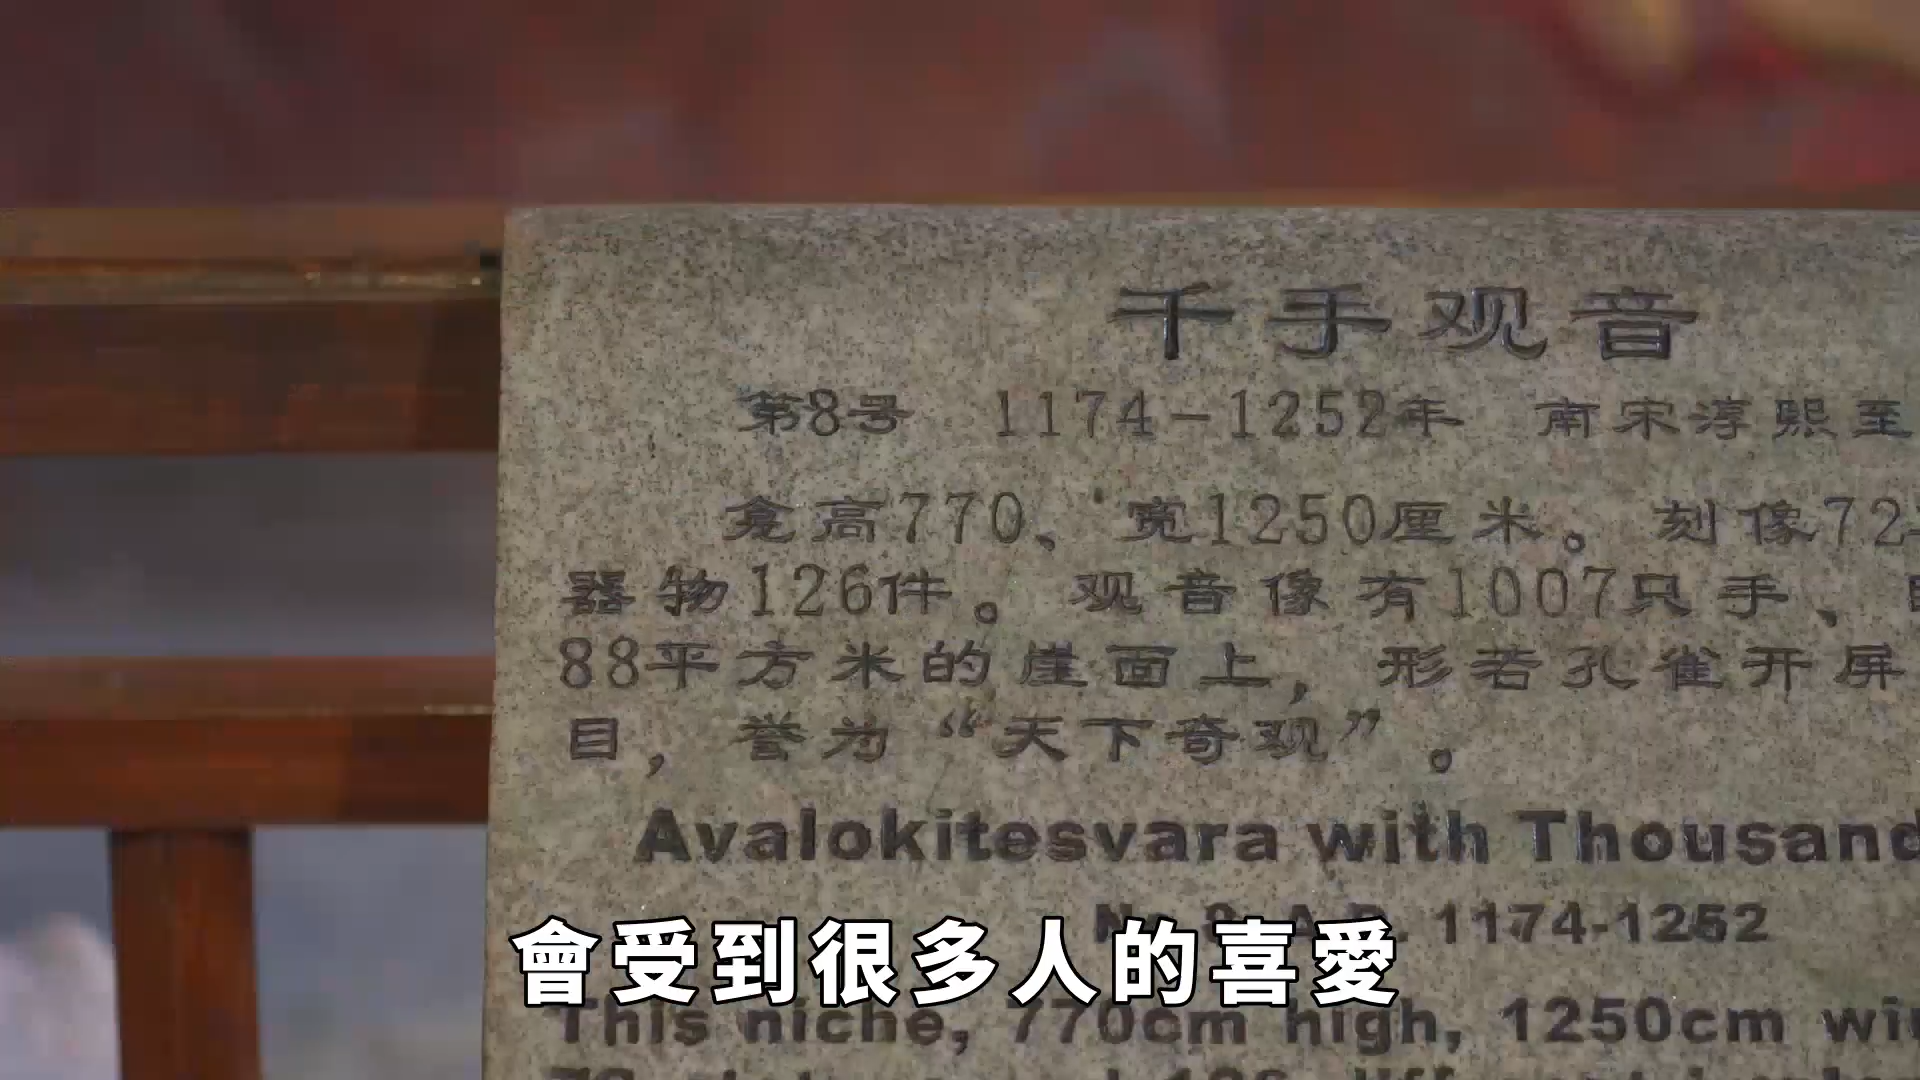 千手观音
第8号 1174-1252年 南宋淳熙至
龛高770、宽1250厘米。刻像72
器物126件。观音像有1007只手、
88平方米的崖面上，形若孔雀开屏
目，誉为“天下奇观”。
Avalokitesvara with Thousand
No. 8 A.D. 1174-1252
會受到很多人的喜愛
This niche, 770cm high, 1250cm